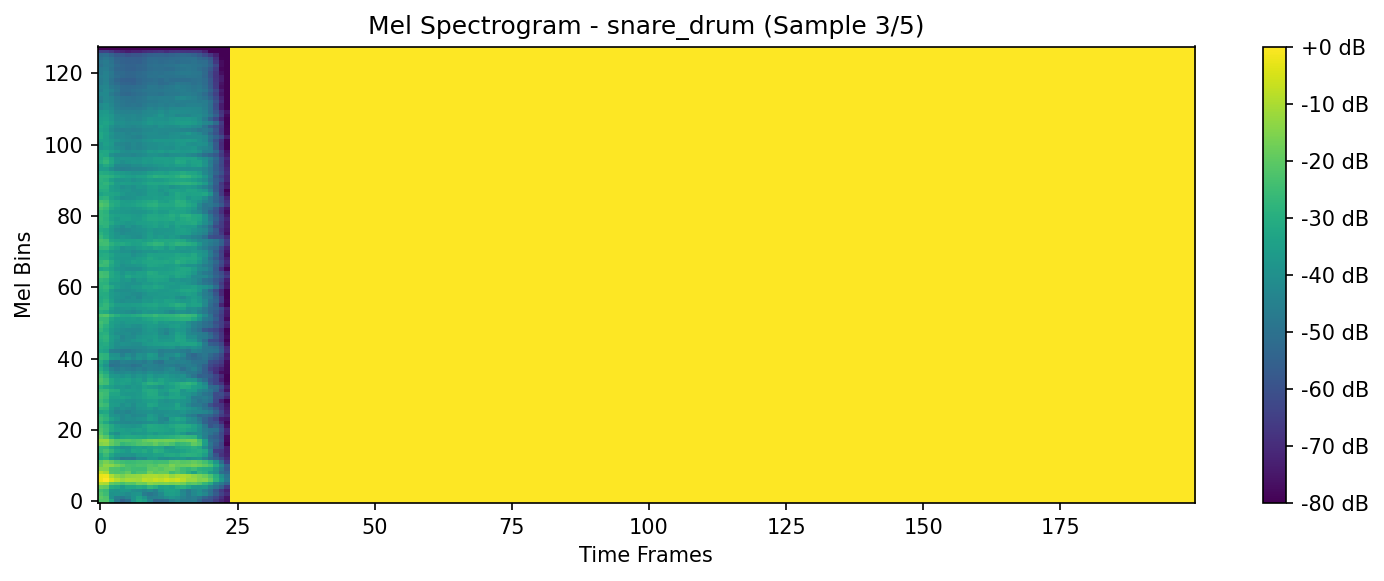 Mel Spectrogram - snare_drum (Sample 3/5)
Mel Bins
120
100
80
60
40
20
0
0 25 50 75 100 125 150 175
Time Frames
+0 dB
-10 dB
-20 dB
-30 dB
-40 dB
-50 dB
-60 dB
-70 dB
-80 dB